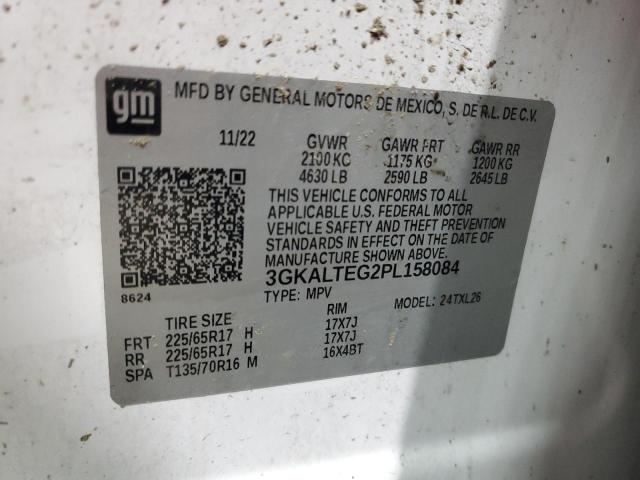 gm
MFD BY GENERAL MOTORS DE MEXICO, S. DE R.L. DE C.V.
11/22 GVWR GAWR FRT GAWR RR
2100 KG 1175 KG 1200 KG
4630 LB 2590 LB 2645 LB
THIS VEHICLE CONFORMS TO ALL
APPLICABLE U.S. FEDERAL MOTOR
VEHICLE SAFETY AND THEFT PREVENTION
STANDARDS IN EFFECT ON THE DATE OF
MANUFACTURE SHOWN ABOVE.
3GKALTEG2PL158084
8624 TYPE: MPV MODEL: 24TXL26
TIRE SIZE RIM
FRT 225/65R17 H 17X7J
RR 225/65R17 H 17X7J
SPA T135/70R16 M 16X4BT